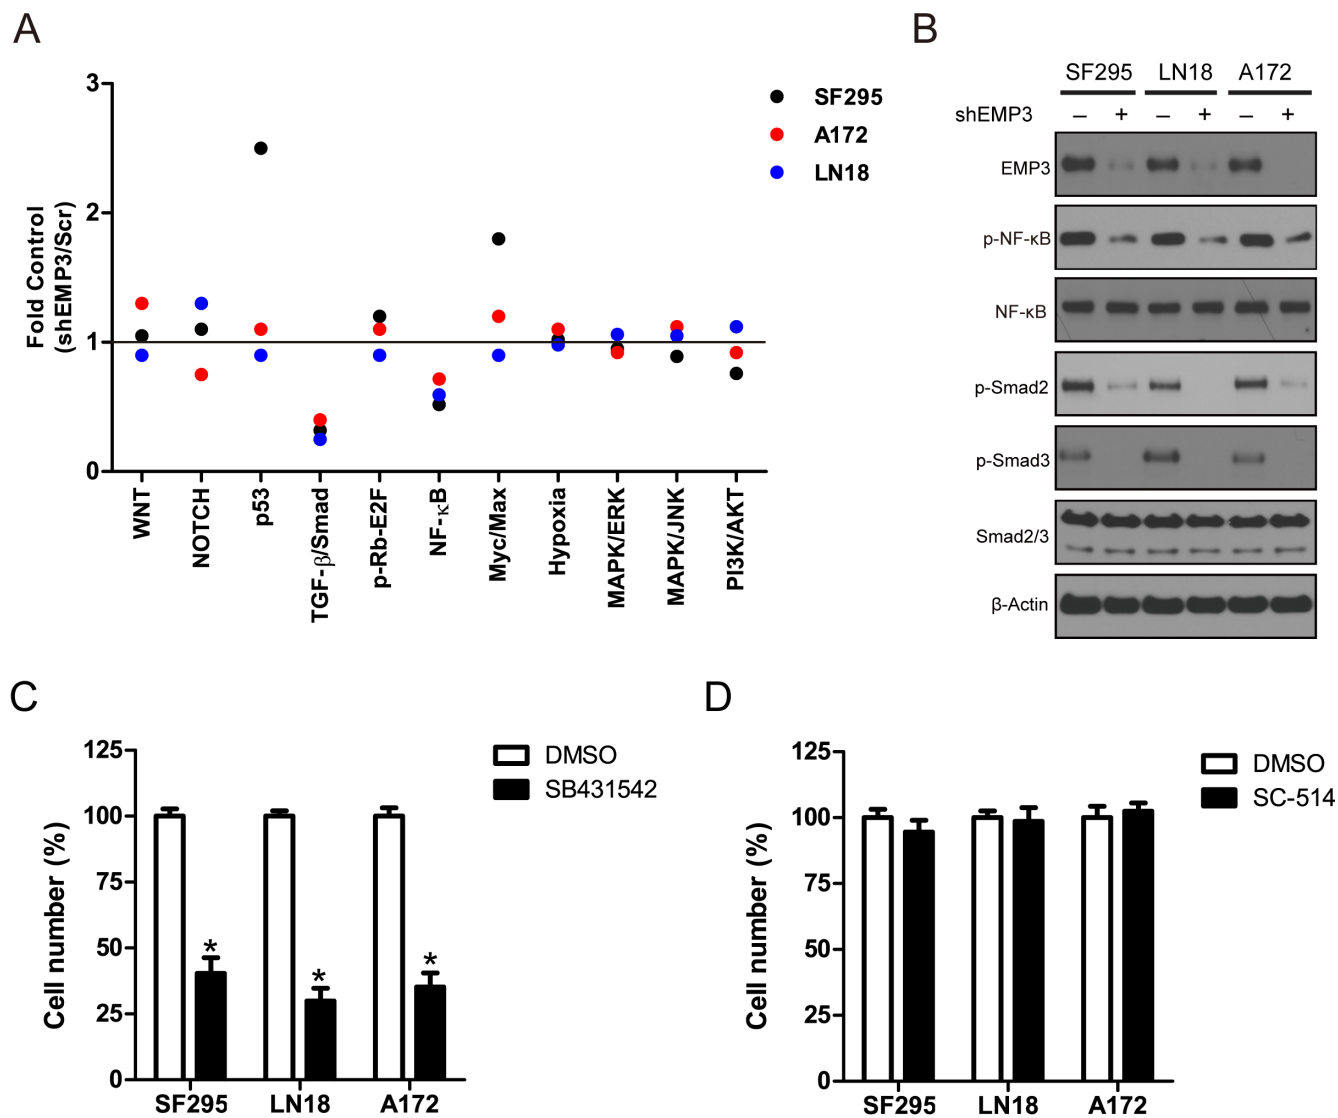 A
3
2
1
0
Fold Control
(shEMP3/Scr)
SF295
A172
LN18
WNT
NOTCH
p53
TGF-β/Smad
p-Rb-E2F
NF-κB
Myc/Max
Hypoxia
MAPK/ERK
MAPK/JNK
PI3K/AKT
B
SF295 LN18 A172
shEMP3 – + – + – +
EMP3
p-NF-κB
NF-κB
p-Smad2
p-Smad3
Smad2/3
β-Actin
C
125
100
75
50
25
0
Cell number (%)
DMSO
SB431542
* * *
SF295 LN18 A172
D
125
100
75
50
25
0
Cell number (%)
DMSO
SC-514
SF295 LN18 A172